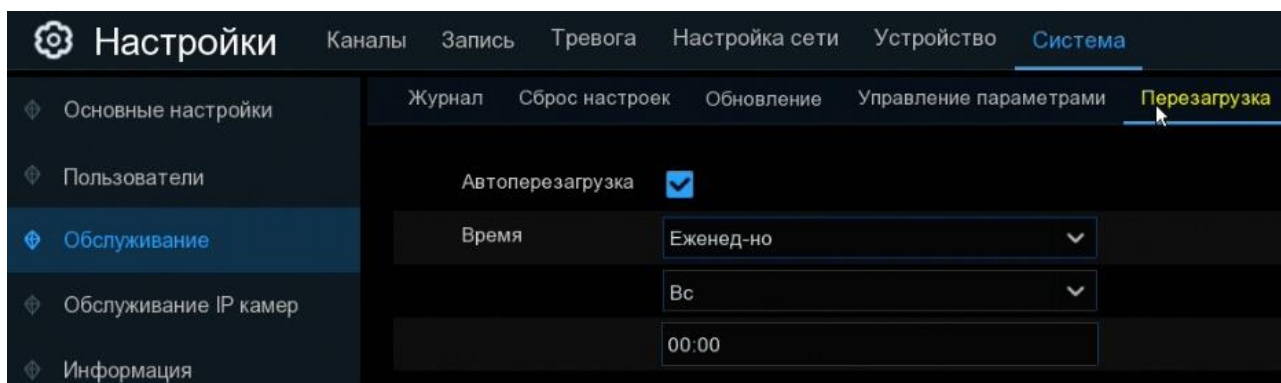 Настройки Каналы Запись Тревога Настройка сети Устройство Система
Журнал Сброс настроек Обновление Управление параметрами Перезагрузка
Основные настройки
Пользователи
Обслуживание
Обслуживание IP камер
Информация
Автоперезагрузка
Время Еженед-но
Вс
00:00